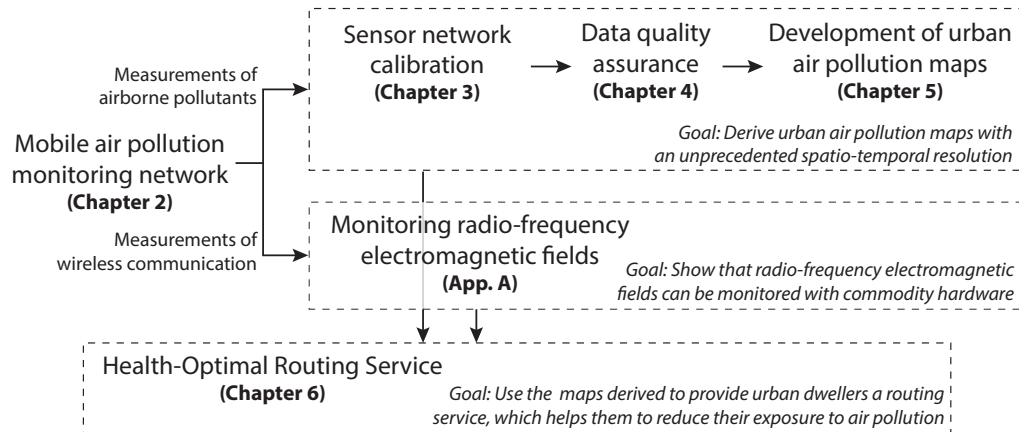 Measurements of
airborne pollutants
Mobile air pollution
monitoring network
(Chapter 2)
Measurements of
wireless communication
Sensor network
calibration
(Chapter 3)
Data quality
assurance
(Chapter 4)
Development of urban
air pollution maps
(Chapter 5)
Goal: Derive urban air pollution maps with
an unprecedented spatio-temporal resolution
Monitoring radio-frequency
electromagnetic fields
(App. A)
Goal: Show that radio-frequency electromagnetic
fields can be monitored with commodity hardware
Health-Optimal Routing Service
(Chapter 6)
Goal: Use the maps derived to provide urban dwellers a routing
service, which helps them to reduce their exposure to air pollution